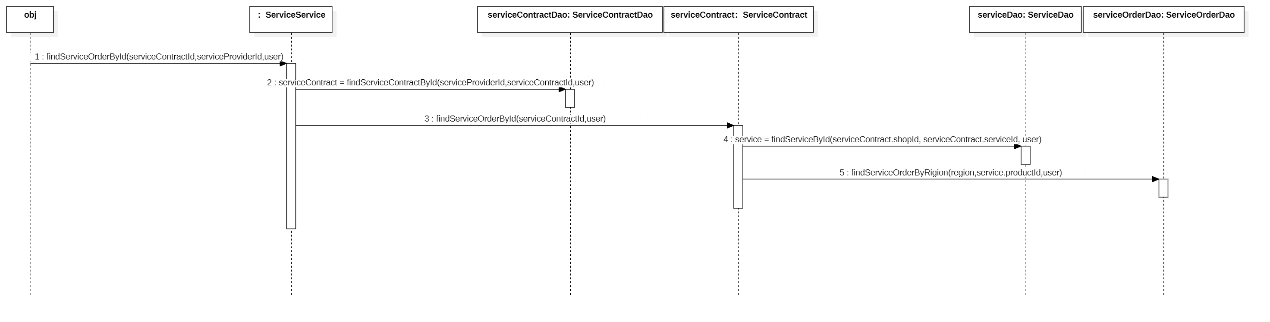 obj
： ServiceService
serviceContractDao: ServiceContractDao
serviceContract： ServiceContract
serviceDao: ServiceDao
serviceOrderDao: ServiceOrderDao
1 : findServiceOrderById(serviceContractId,serviceProviderId,user)
2 : serviceContract = findServiceContractById(serviceProviderId,serviceContractId,user)
3 : findServiceOrderById(serviceContractId,user)
4 : service = findServiceById(serviceContract.shopId, serviceContract.serviceId, user)
5 : findServiceOrderByRigion(region,service.productId,user)